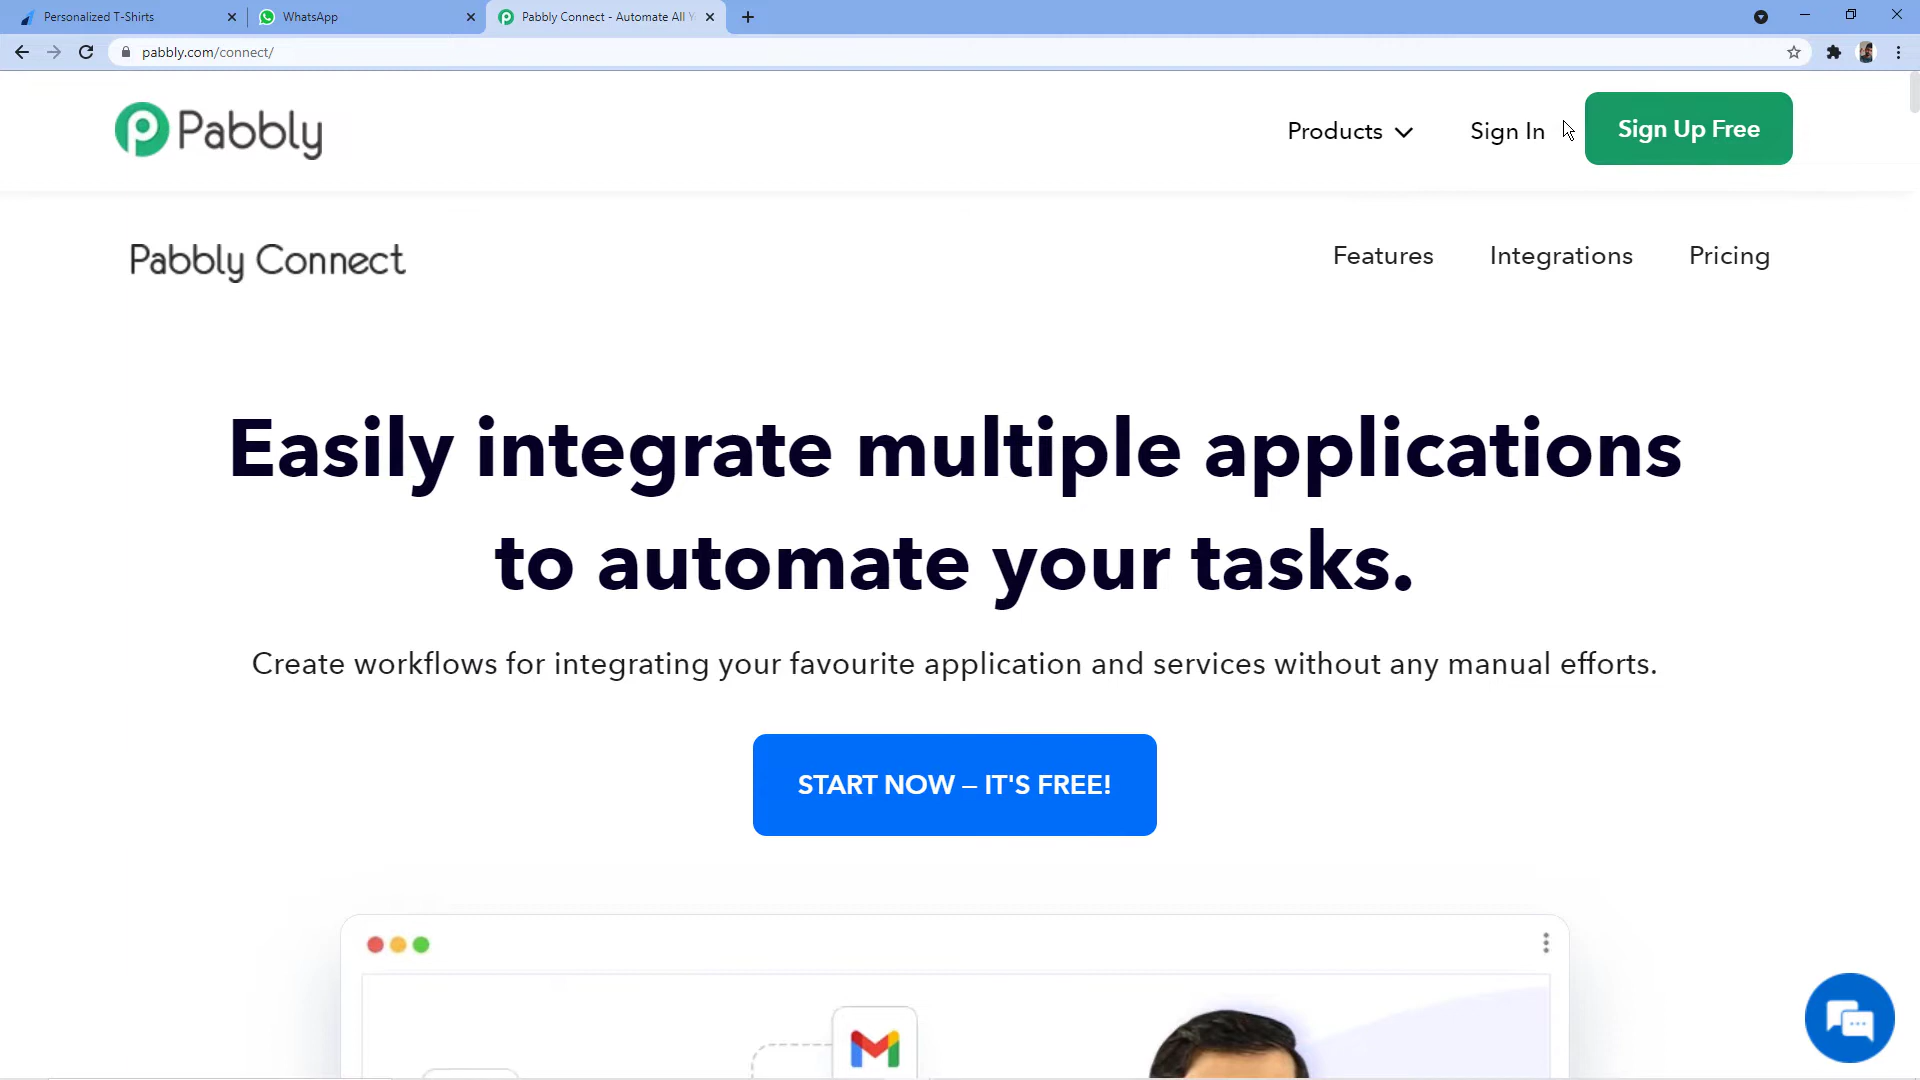 Personalized T-Shirts
WhatsApp
Pabbly Connect - Automate All Y
pabbly.com/connect/
Pabbly
Products
Sign In
Sign Up Free
Pabbly Connect
Features
Integrations
Pricing
Easily integrate multiple applications
to automate your tasks.
Create workflows for integrating your favourite application and services without any manual efforts.
START NOW – IT'S FREE!